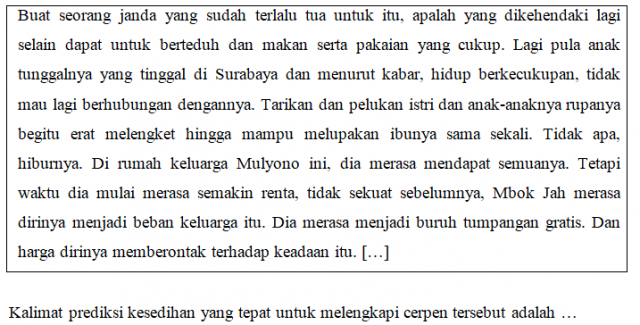 Buat seorang janda yang sudah terlalu tua untuk itu, apalah yang dikehendaki lagi
selain dapat untuk berteduh dan makan serta pakaian yang cukup. Lagi pula anak
tunggalnya yang tinggal di Surabaya dan menurut kabar, hidup berkecukupan, tidak
mau lagi berhubungan dengannya. Tarikan dan pelukan istri dan anak-anaknya rupanya
begitu erat melengket hingga mampu melupakan ibunya sama sekali. Tidak apa,
hiburnya. Di rumah keluarga Mulyono ini, dia merasa mendapat semuanya. Tetapi
waktu dia mulai merasa semakin renta, tidak sekuat sebelumnya, Mbok Jah merasa
dirinya menjadi beban keluarga itu. Dia merasa menjadi buruh tumpangan gratis. Dan
harga dirinya memberontak terhadap keadaan itu. […]
Kalimat prediksi kesedihan yang tepat untuk melengkapi cerpen tersebut adalah …